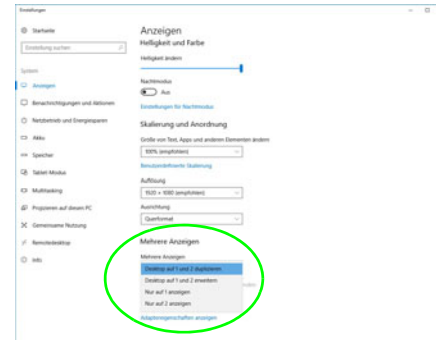 Einstellungen
Startseite
Einstellung suchen
System
Anzeigen
Benachrichtigungen und Aktionen
Netzbetrieb und Energiesparen
Akku
Speicher
Tablet-Modus
Multitasking
Projizieren auf diesen PC
Gemeinsame Nutzung
Remotedesktop
Info
Anzeigen
Helligkeit und Farbe
Helligkeit ändern
Nachtmodus
Aus
Einstellungen für Nachtmodus
Skalierung und Anordnung
Größe von Text, Apps und anderen Elementen ändern
100% (empfohlen)
Benutzerdefinierte Skalierung
Auflösung
1920 × 1080 (empfohlen)
Ausrichtung
Querformat
Mehrere Anzeigen
Mehrere Anzeigen
Desktop auf 1 und 2 duplizieren
Desktop auf 1 und 2 erweitern
Nur auf 1 anzeigen
Nur auf 2 anzeigen
Adaptereigenschaften anzeigen